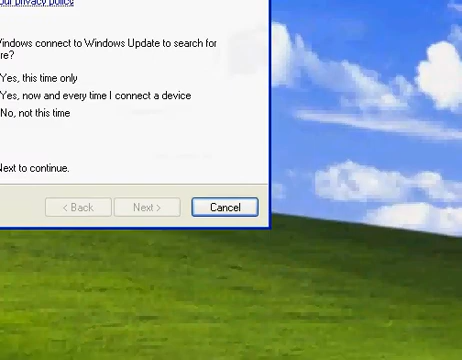 our privacy policy
indows connect to Windows Update to search for
re?
Yes, this time only
Yes, now and every time I connect a device
No, not this time
Next to continue.
< Back Next > Cancel